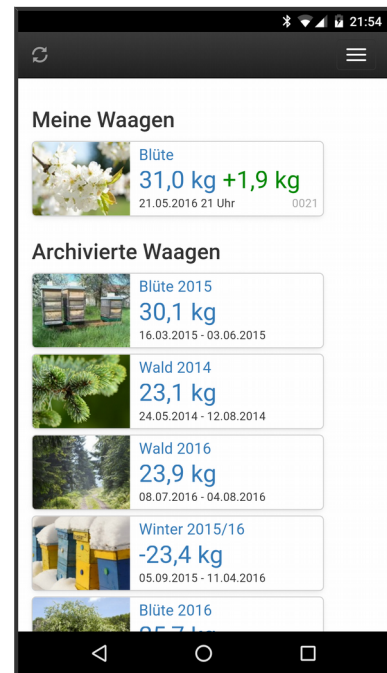 21:54
Meine Waagen
Blüte
31,0 kg +1,9 kg
21.05.2016 21 Uhr 0021
Archivierte Waagen
Blüte 2015
30,1 kg
16.03.2015 - 03.06.2015
Wald 2014
23,1 kg
24.05.2014 - 12.08.2014
Wald 2016
23,9 kg
08.07.2016 - 04.08.2016
Winter 2015/16
-23,4 kg
05.09.2015 - 11.04.2016
Blüte 2016